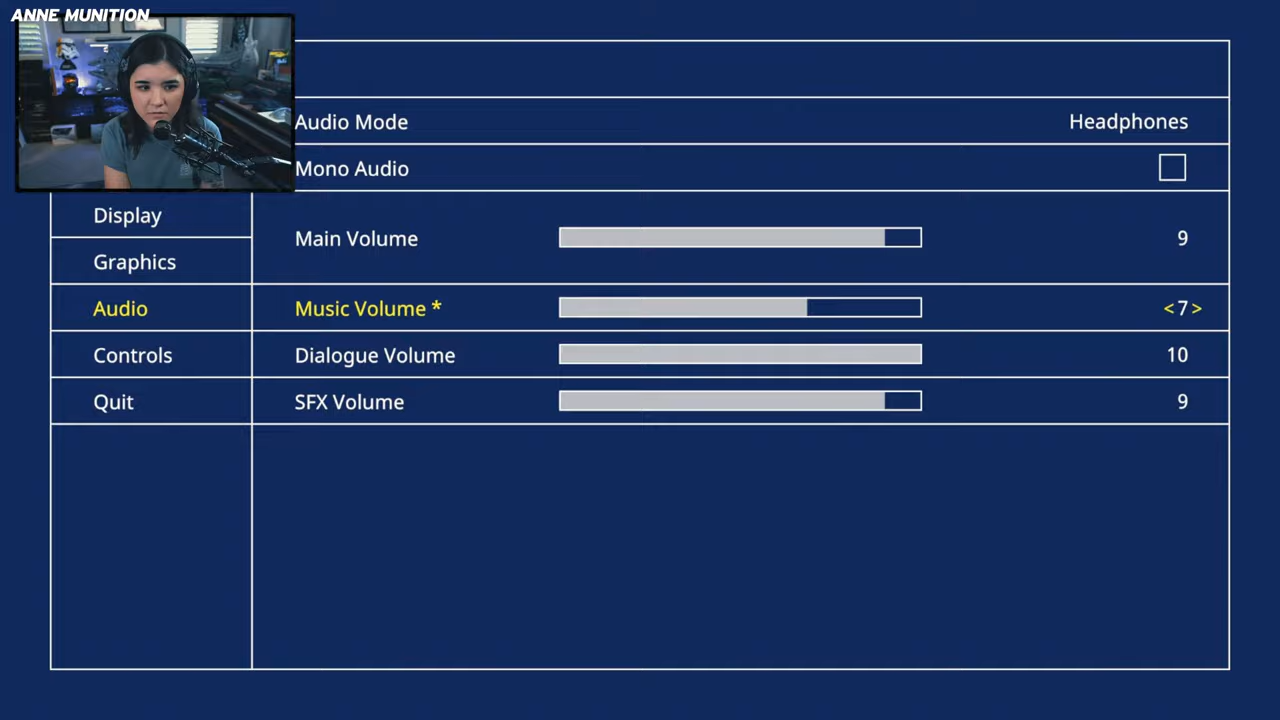 ANNE MUNITION
Audio Mode Headphones
Mono Audio
Display
Main Volume 9
Graphics
Audio
Music Volume * <7>
Controls
Dialogue Volume 10
Quit
SFX Volume 9